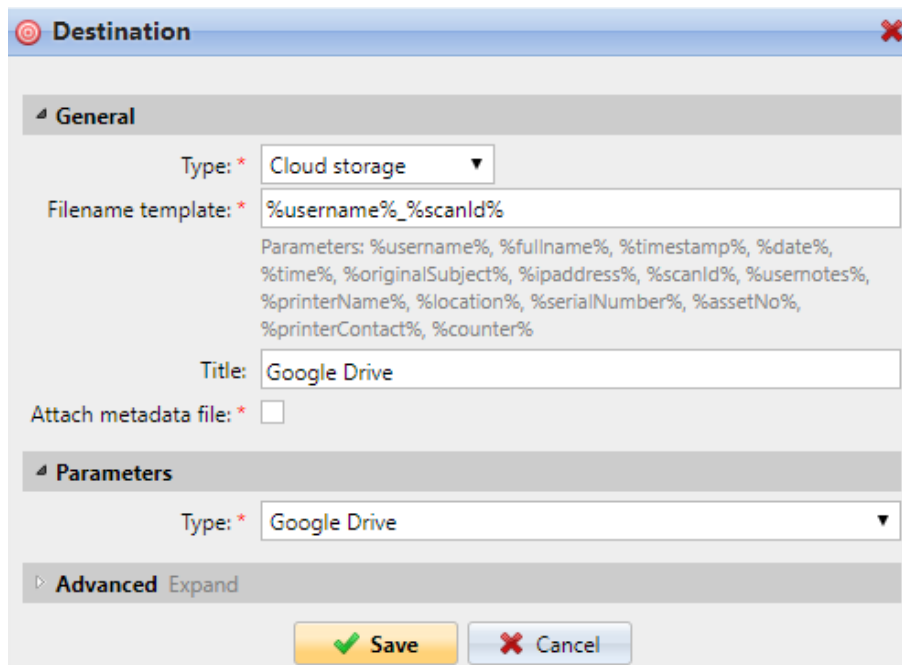 Destination
General
Type: * Cloud storage
Filename template: * %username%_%scanId%
Parameters: %username%, %fullname%, %timestamp%, %date%,
%time%, %originalSubject%, %ipaddress%, %scanId%, %usernotes%,
%printerName%, %location%, %serialNumber%, %assetNo%,
%printerContact%, %counter%
Title: Google Drive
Attach metadata file: *
Parameters
Type: * Google Drive
Advanced Expand
Save Cancel